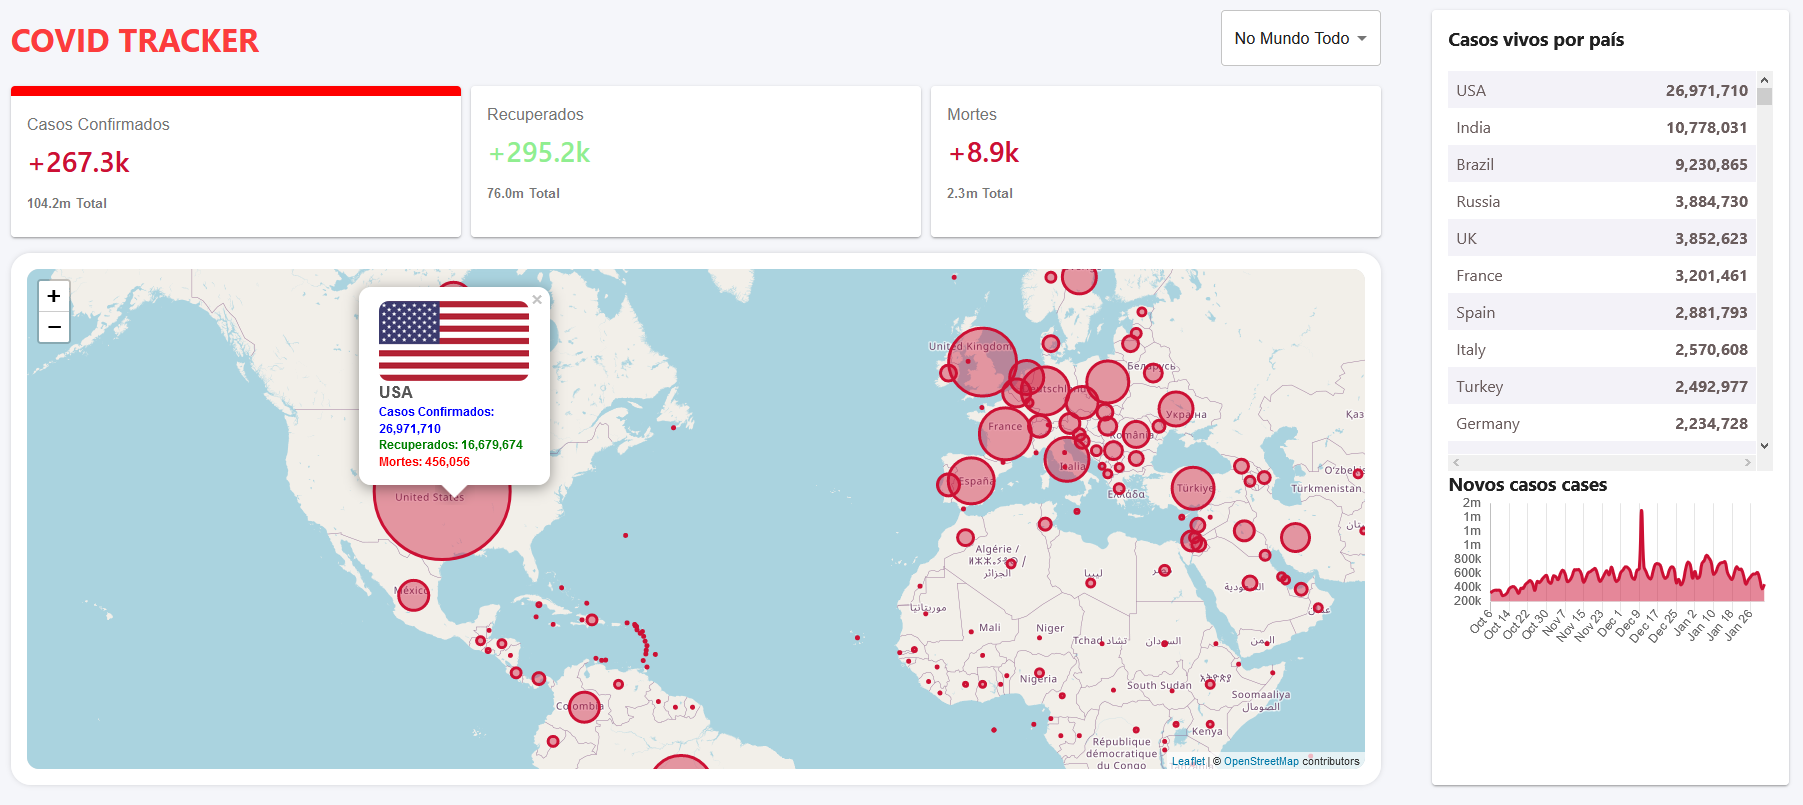 COVID TRACKER
No Mundo Todo
Casos Confirmados
+267.3k
104.2m Total
Recuperados
+295.2k
76.0m Total
Mortes
+8.9k
2.3m Total
+
−
×
USA
Casos Confirmados:
26,971,710
Recuperados: 16,679,674
Mortes: 456,056
United States
México
Colombia
United Kingdom
Беларусь
Deutschland
Україна
France
România
Italia
España
Ελλάδα
Türkiye
Türkmenistan
Algérie /
الجزائر
ليبيا
مصر
السعودية
عمان
موريتانيا
Mali
Niger
Tchad تشاد
السودان
اليمن
Nigeria
South Sudan
Soomaaliya
الصومال
Kenya
République
démocratique
du Congo
Leaflet | © OpenStreetMap contributors
Casos vivos por país
USA 26,971,710
India 10,778,031
Brazil 9,230,865
Russia 3,884,730
UK 3,852,623
France 3,201,461
Spain 2,881,793
Italy 2,570,608
Turkey 2,492,977
Germany 2,234,728
Novos casos cases
2m
1m
1m
1m
800k
600k
400k
200k
Oct 6
Oct 14
Oct 22
Oct 30
Nov 7
Nov 15
Nov 23
Dec 1
Dec 9
Dec 17
Dec 25
Jan 2
Jan 10
Jan 18
Jan 26